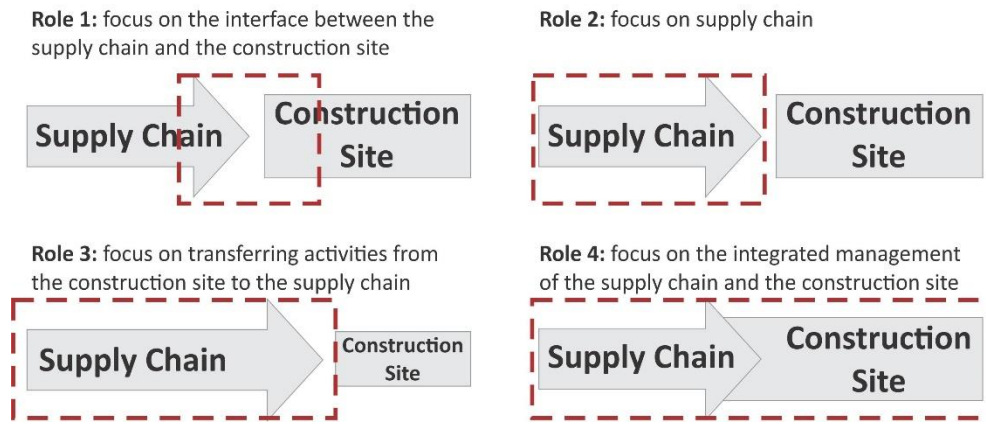 Role 1: focus on the interface between the
supply chain and the construction site
Supply Chain
Construction
Site
Role 2: focus on supply chain
Supply Chain
Construction
Site
Role 3: focus on transferring activities from
the construction site to the supply chain
Supply Chain
Construction
Site
Role 4: focus on the integrated management
of the supply chain and the construction site
Supply Chain
Construction
Site